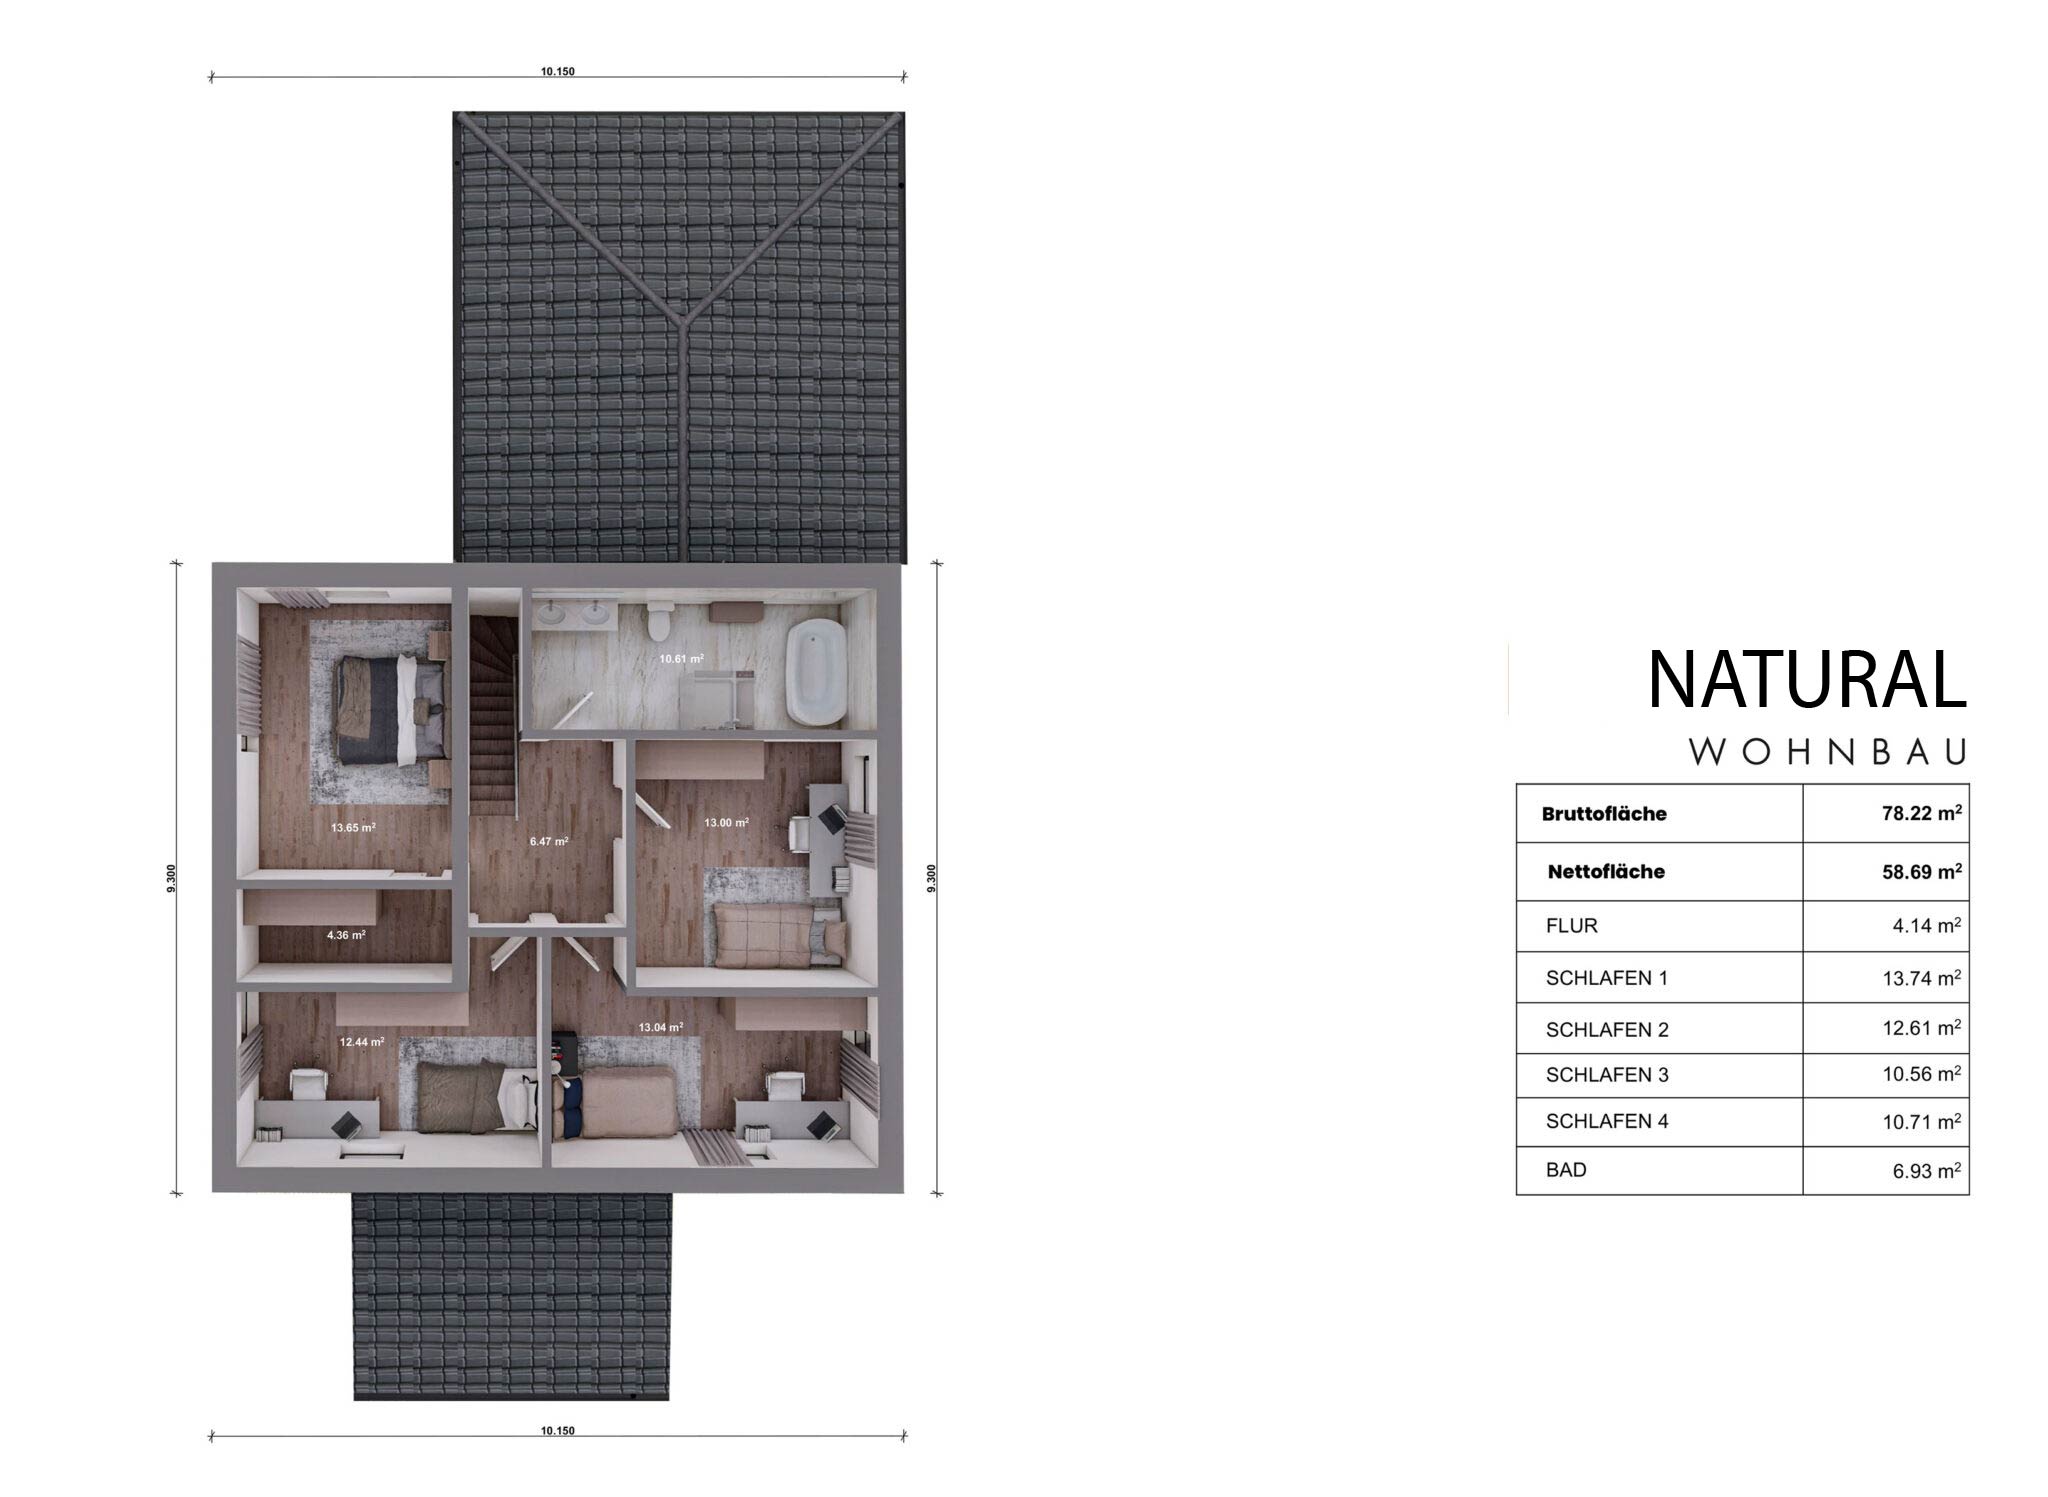 10.150
10.61 m²
13.65 m²
13.00 m²
6.47 m²
9.300
9.300
4.36 m²
13.04 m²
12.44 m²
10.150
NATURAL
WOHNBAU
Bruttofläche 78.22 m²
Nettofläche 58.69 m²
FLUR 4.14 m²
SCHLAFEN 1 13.74 m²
SCHLAFEN 2 12.61 m²
SCHLAFEN 3 10.56 m²
SCHLAFEN 4 10.71 m²
BAD 6.93 m²